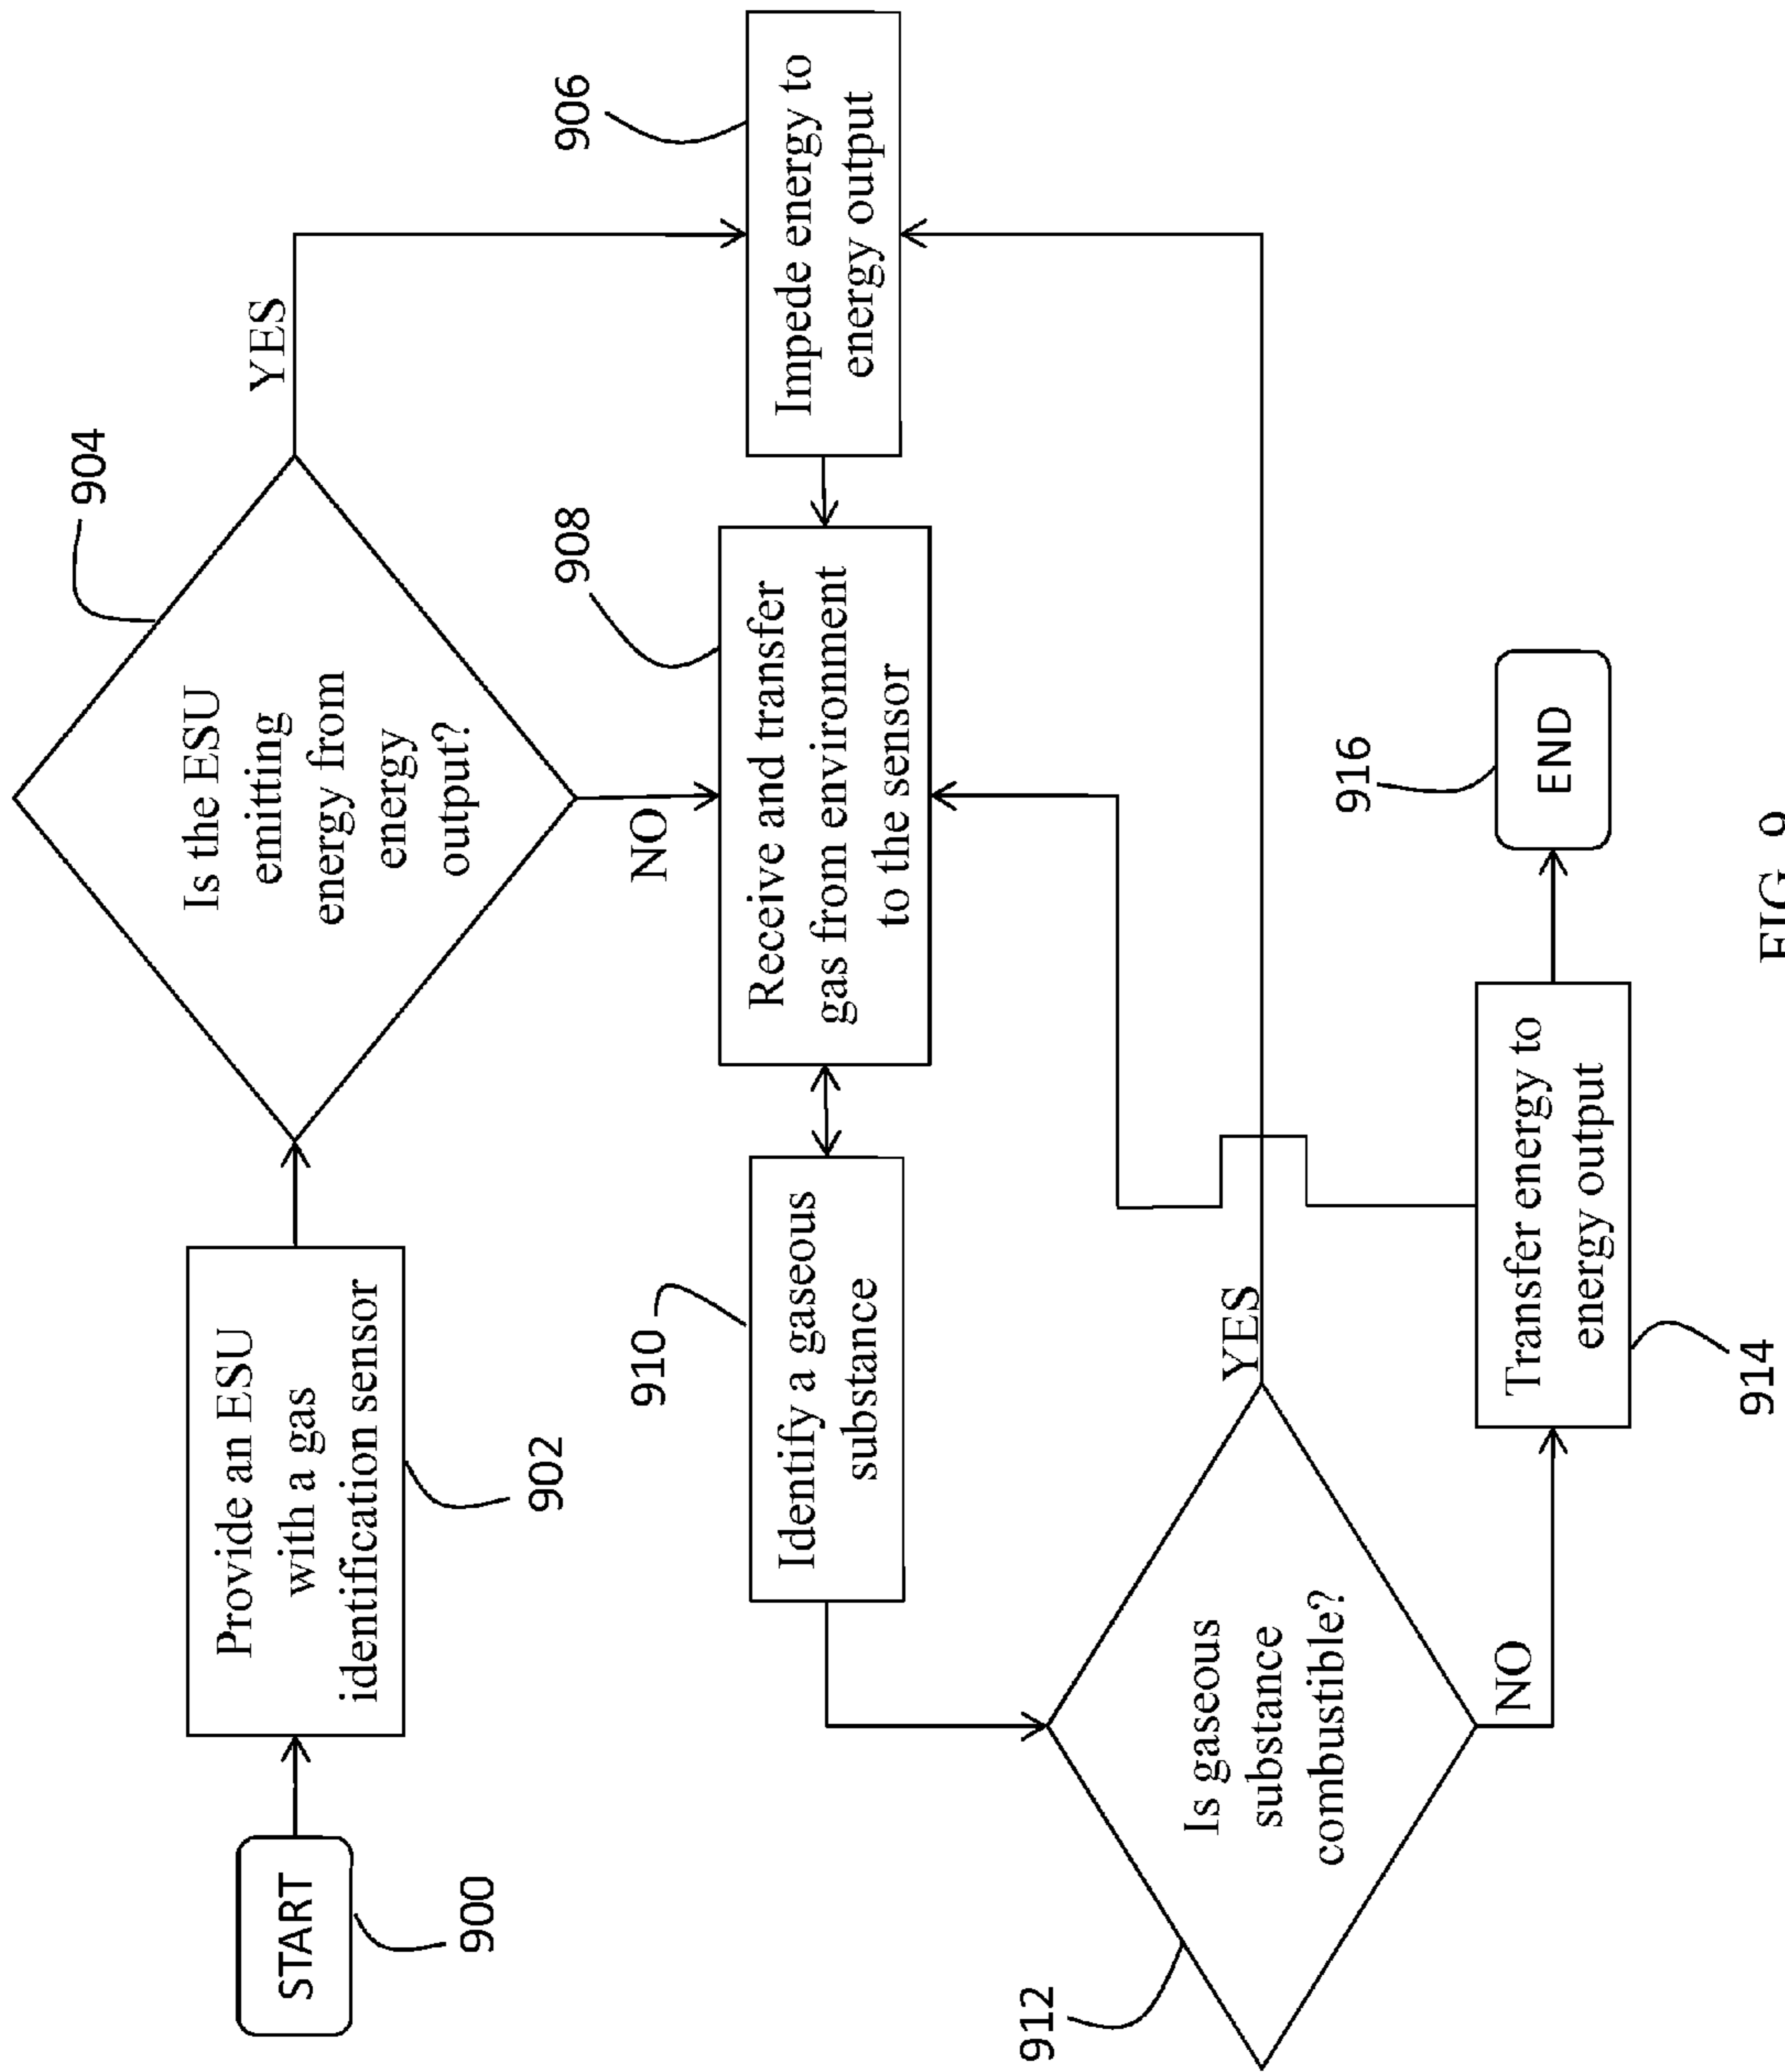 START
900
Provide an ESU
with a gas
identification sensor
902
Is the ESU
emitting
energy from
energy
output?
904
YES
NO
Impede energy to
energy output
906
Receive and transfer
gas from environment
to the sensor
908
Identify a gaseous
substance
910
Is gaseous
substance
combustible?
912
YES
NO
Transfer energy to
energy output
914
END
916
FIG. 9